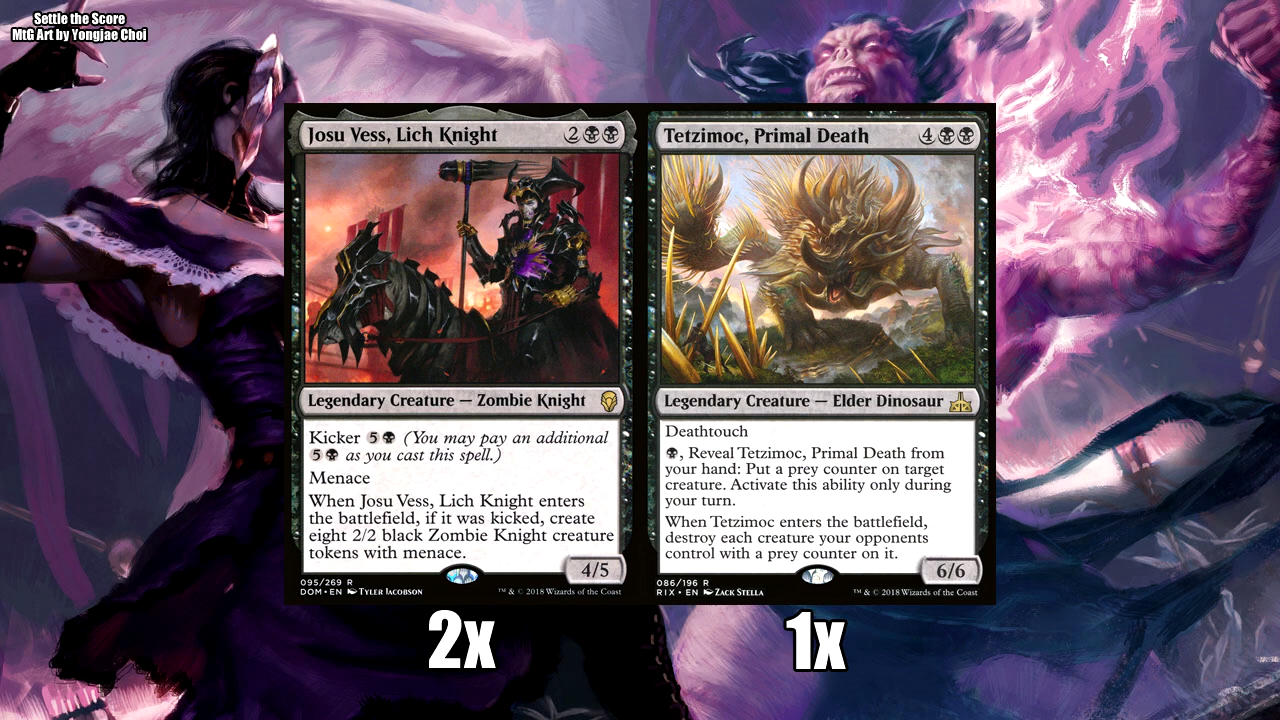 Settle the Score
MtG Art by Yongjae Choi
Josu Vess, Lich Knight 2
Legendary Creature — Zombie Knight
Kicker 5 (You may pay an additional
5 as you cast this spell.)
Menace
When Josu Vess, Lich Knight enters
the battlefield, if it was kicked, create
eight 2/2 black Zombie Knight creature
tokens with menace.
4/5
095/269 R
DOM • EN Tyler Jacobson
™ & © 2018 Wizards of the Coast
2x
Tetzimoc, Primal Death 4
Legendary Creature — Elder Dinosaur
Deathtouch
, Reveal Tetzimoc, Primal Death from
your hand: Put a prey counter on target
creature. Activate this ability only during
your turn.
When Tetzimoc enters the battlefield,
destroy each creature your opponents
control with a prey counter on it.
6/6
086/196 R
RIX • EN Zack Stella
™ & © 2018 Wizards of the Coast
1x